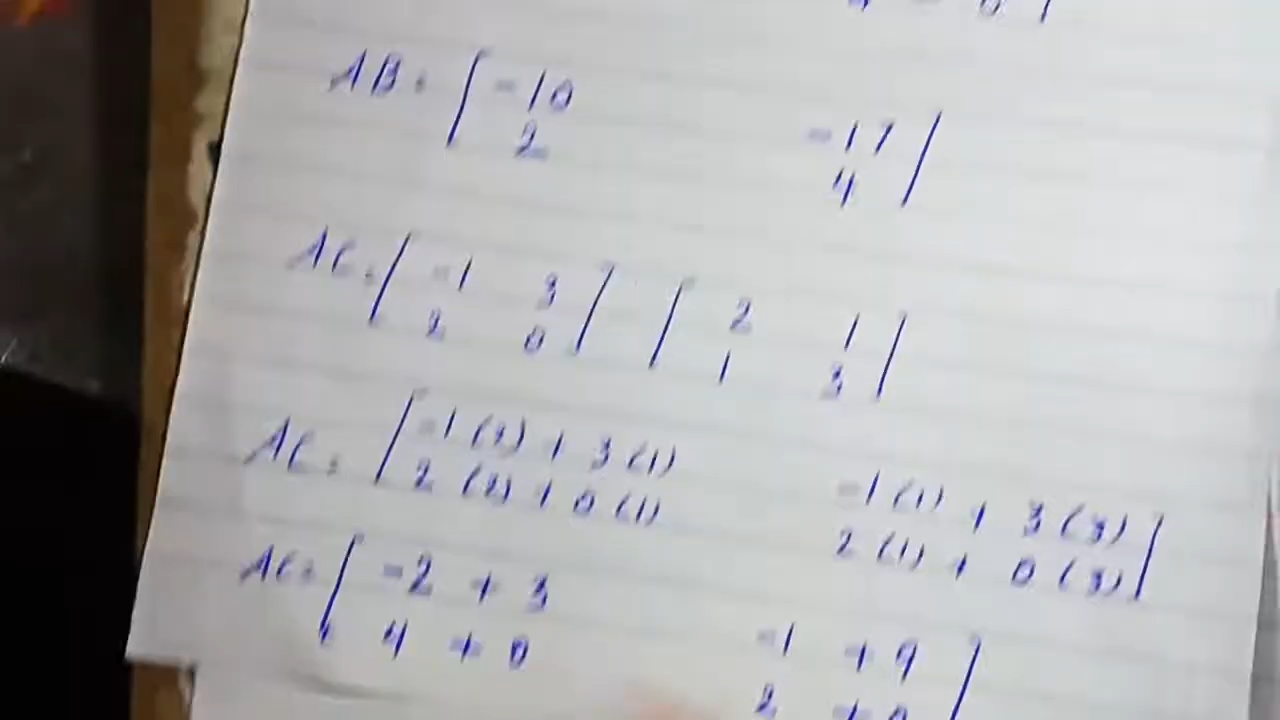 AB = [ -10 -17 ]
2 4
AC = [ -1 3 ] [ 2 1 ]
2 0 1 3
AC = [ -1 (2) + 3 (1) -1 (1) + 3 (3) ]
2 (2) + 0 (1) 2 (1) + 0 (3)
AC = [ -2 + 3 -1 + 9 ]
4 + 0 2 + 0